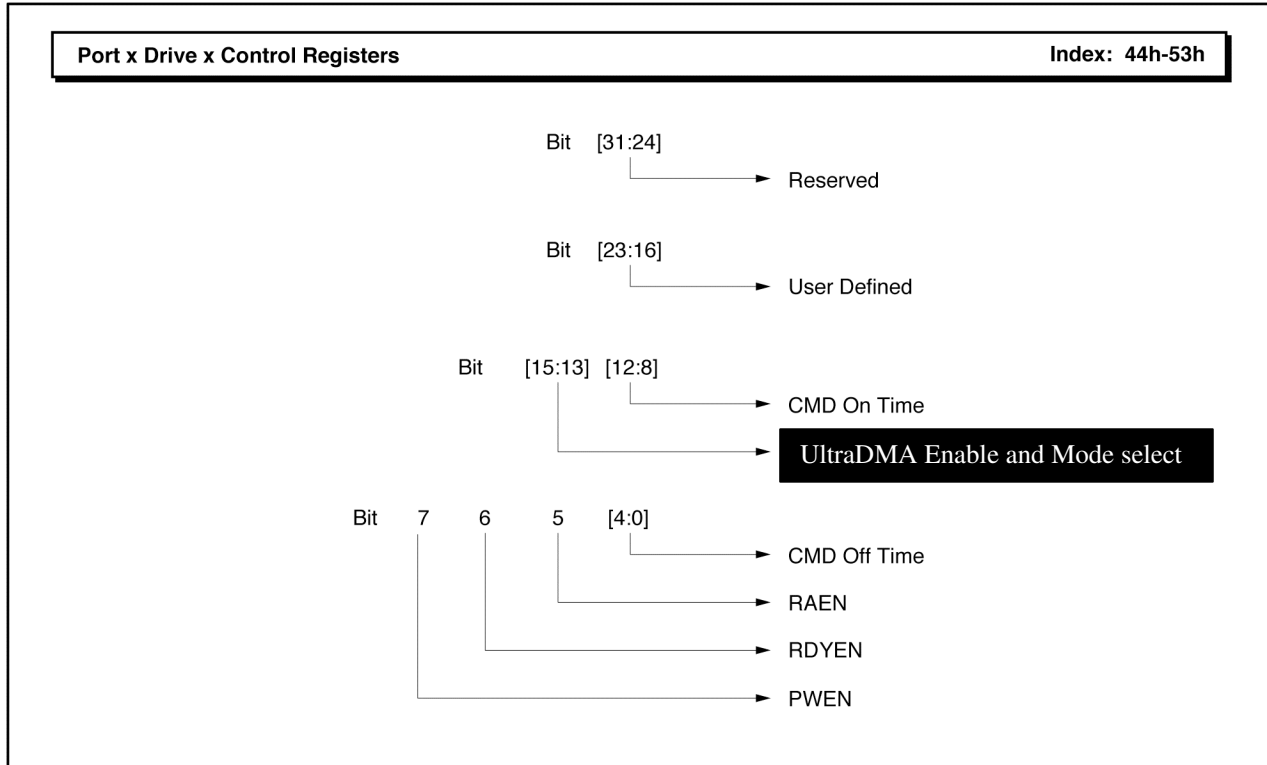 Port x Drive x Control Registers Index: 44h-53h
Bit [31:24]
Reserved
Bit [23:16]
User Defined
Bit [15:13] [12:8]
CMD On Time
UltraDMA Enable and Mode select
Bit 7 6 5 [4:0]
CMD Off Time
RAEN
RDYEN
PWEN